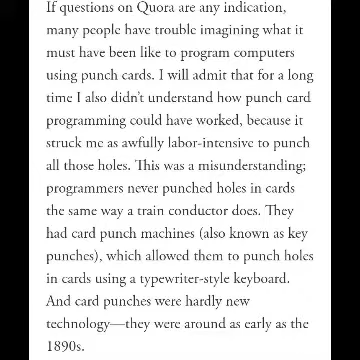 If questions on Quora are any indication,
many people have trouble imagining what it
must have been like to program computers
using punch cards. I will admit that for a long
time I also didn’t understand how punch card
programming could have worked, because it
struck me as awfully labor-intensive to punch
all those holes. This was a misunderstanding;
programmers never punched holes in cards
the same way a train conductor does. They
had card punch machines (also known as key
punches), which allowed them to punch holes
in cards using a typewriter-style keyboard.
And card punches were hardly new
technology—they were around as early as the
1890s.